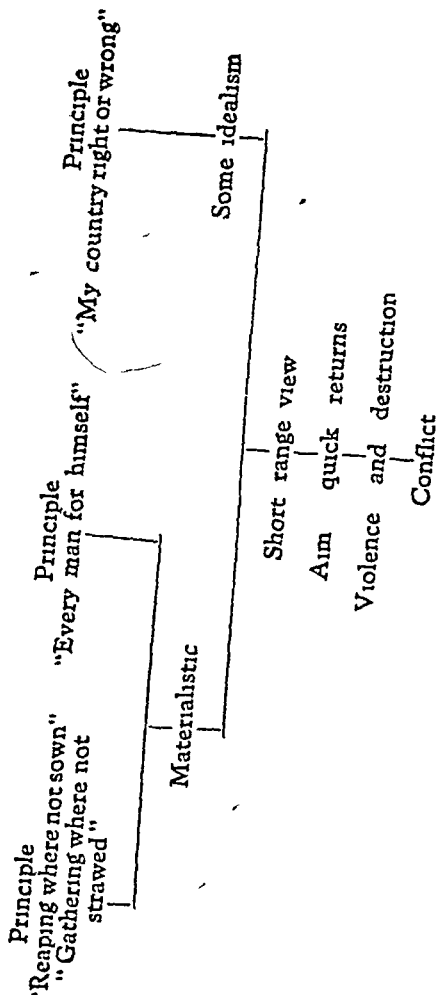 Principle
"Reaping where not sown"
"Gathering where not
strawed"
Principle
"Every man for himself"
Principle
"My country right or wrong"
Materialistic
Some idealism
Short range view
Aim quick returns
Violence and destruction
Conflict